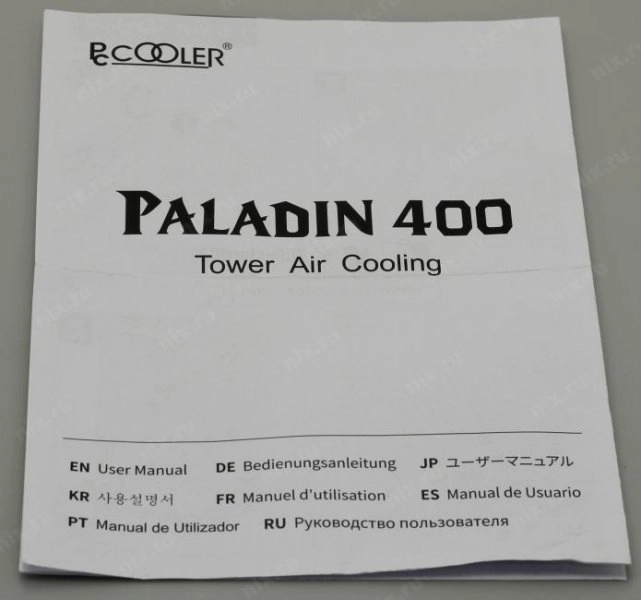 PCCOOLER®
PALADIN 400
Tower Air Cooling
EN User Manual DE Bedienungsanleitung JP ユーザーマニュアル
KR 사용설명서 FR Manuel d'utilisation ES Manual de Usuario
PT Manual de Utilizador RU Руководство пользователя